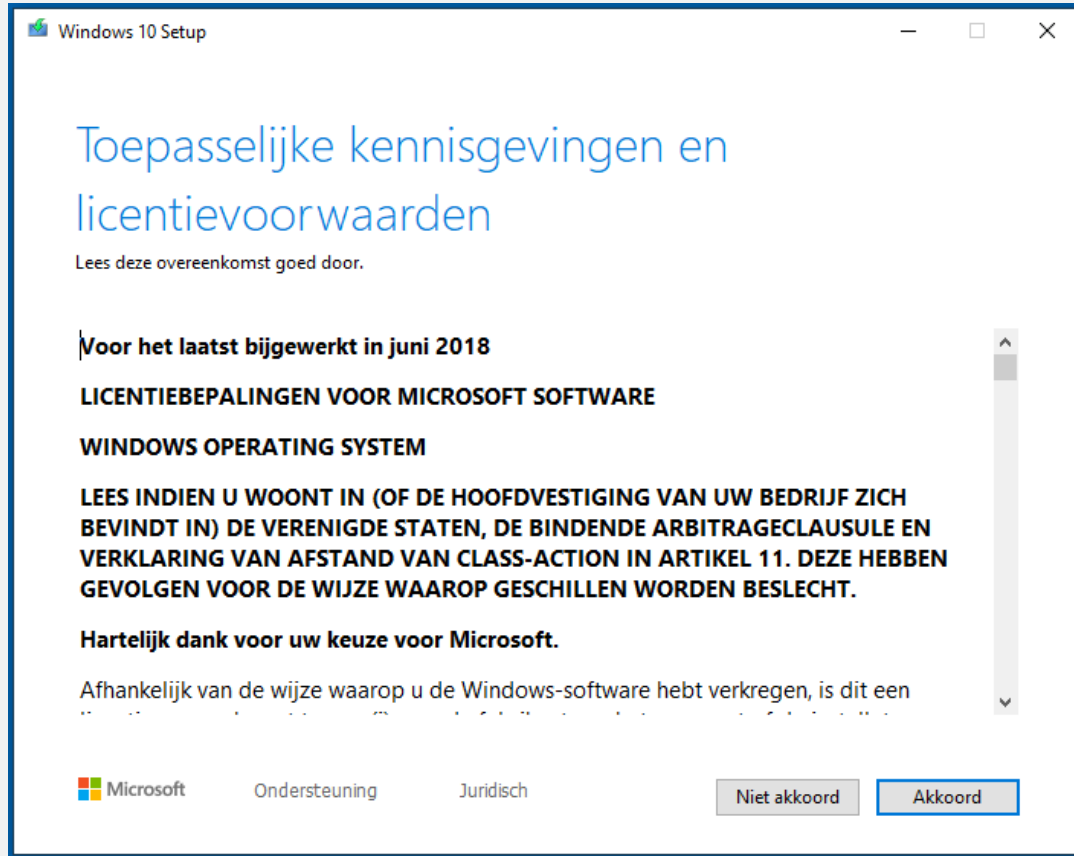 Windows 10 Setup
Toepasselijke kennisgevingen en
licentievoorwaarden
Lees deze overeenkomst goed door.
Voor het laatst bijgewerkt in juni 2018
LICENTIEBEPALINGEN VOOR MICROSOFT SOFTWARE
WINDOWS OPERATING SYSTEM
LEES INDIEN U WOONT IN (OF DE HOOFDVESTIGING VAN UW BEDRIJF ZICH
BEVINDT IN) DE VERENIGDE STATEN, DE BINDENDE ARBITRAGECLAUSULE EN
VERKLARING VAN AFSTAND VAN CLASS-ACTION IN ARTIKEL 11. DEZE HEBBEN
GEVOLGEN VOOR DE WIJZE WAAROP GESCHILLEN WORDEN BESLECHT.
Hartelijk dank voor uw keuze voor Microsoft.
Afhankelijk van de wijze waarop u de Windows-software hebt verkregen, is dit een
Microsoft Ondersteuning Juridisch Niet akkoord Akkoord